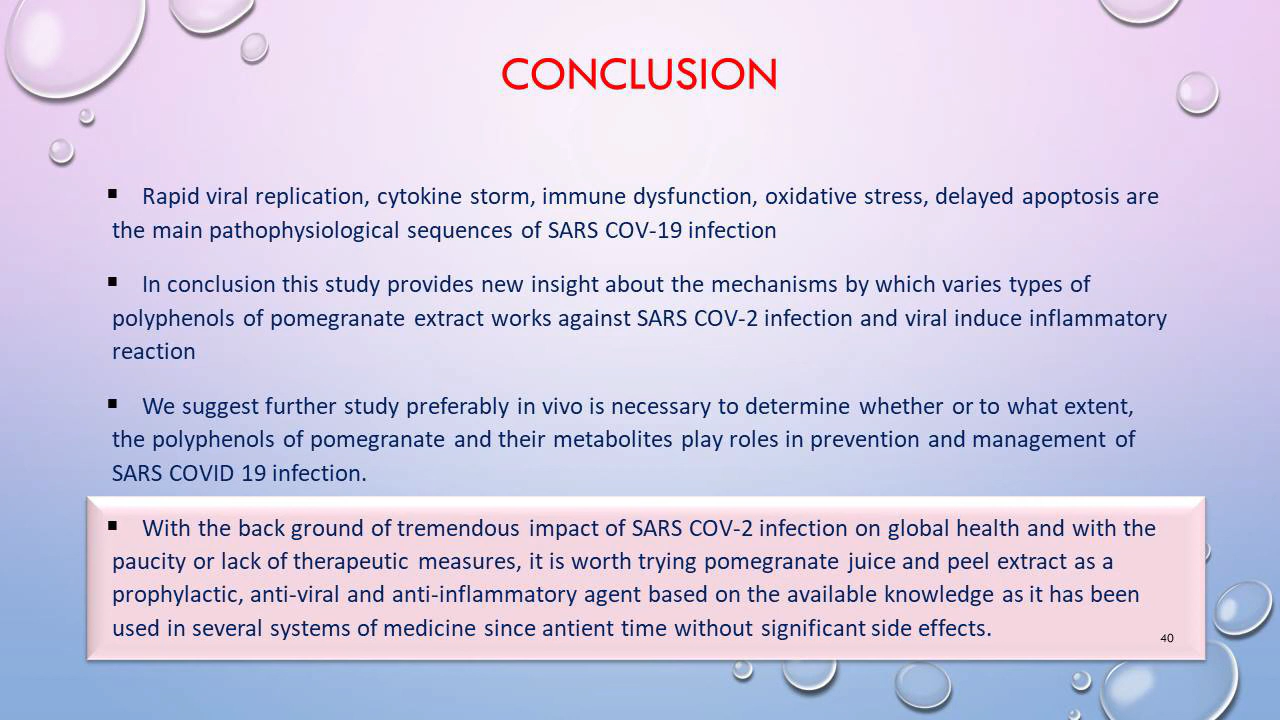 CONCLUSION
▪ Rapid viral replication, cytokine storm, immune dysfunction, oxidative stress, delayed apoptosis are
the main pathophysiological sequences of SARS COV-19 infection
▪ In conclusion this study provides new insight about the mechanisms by which varies types of
polyphenols of pomegranate extract works against SARS COV-2 infection and viral induce inflammatory
reaction
▪ We suggest further study preferably in vivo is necessary to determine whether or to what extent,
the polyphenols of pomegranate and their metabolites play roles in prevention and management of
SARS COVID 19 infection.
▪ With the back ground of tremendous impact of SARS COV-2 infection on global health and with the
paucity or lack of therapeutic measures, it is worth trying pomegranate juice and peel extract as a
prophylactic, anti-viral and anti-inflammatory agent based on the available knowledge as it has been
used in several systems of medicine since antient time without significant side effects.
40